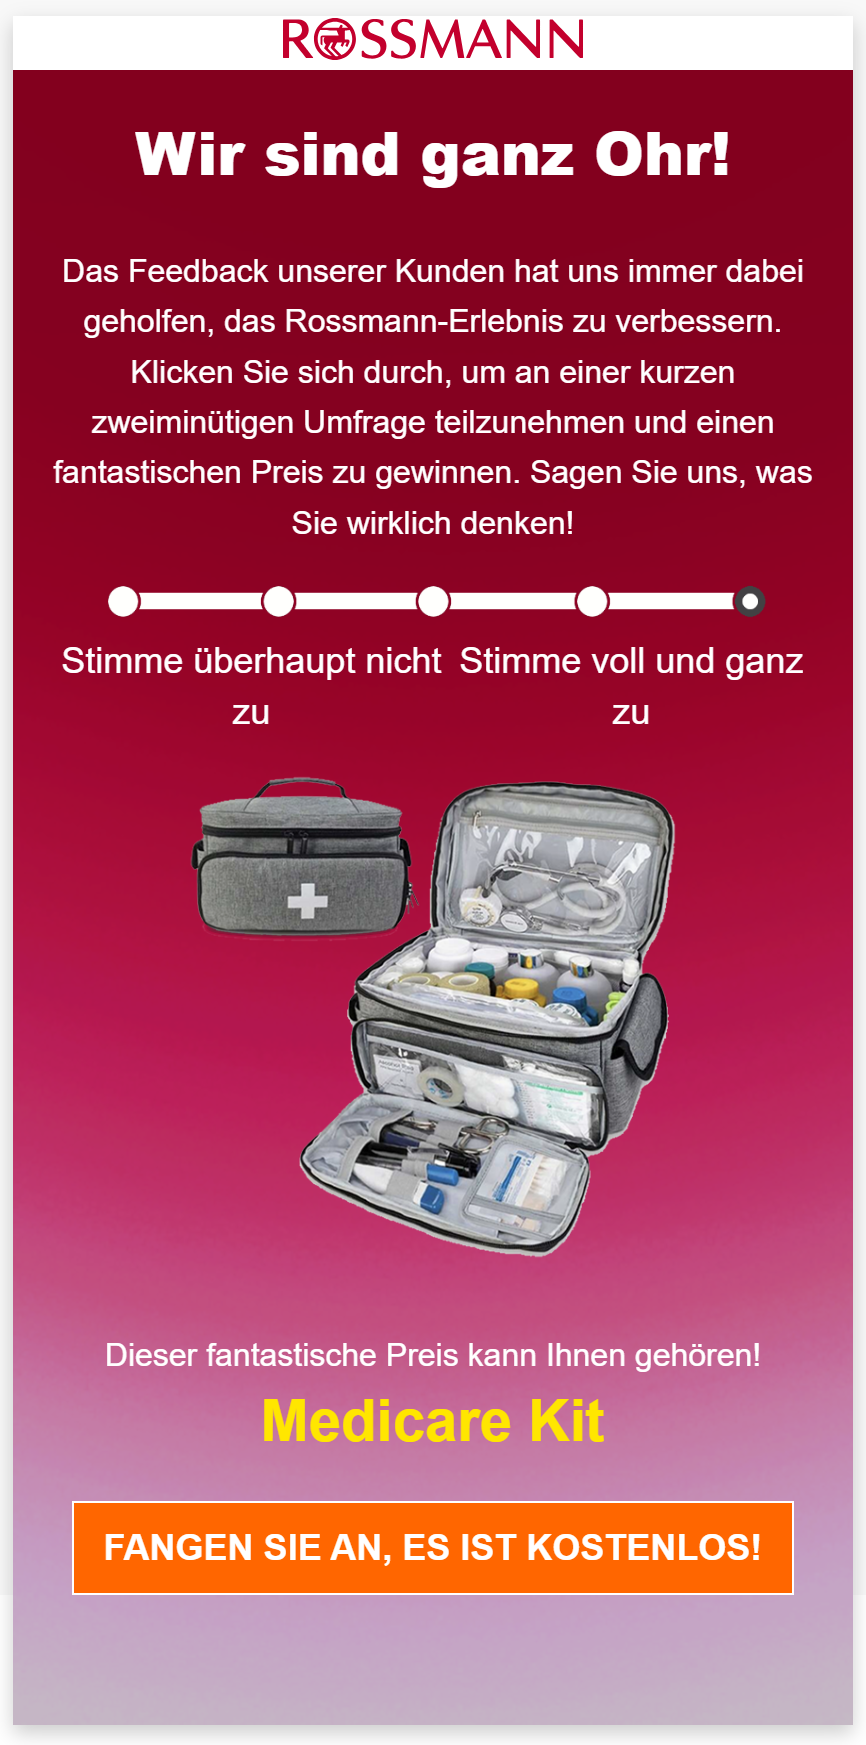 ROSSMANN
Wir sind ganz Ohr!
Das Feedback unserer Kunden hat uns immer dabei
geholfen, das Rossmann-Erlebnis zu verbessern.
Klicken Sie sich durch, um an einer kurzen
zweiminütigen Umfrage teilzunehmen und einen
fantastischen Preis zu gewinnen. Sagen Sie uns, was
Sie wirklich denken!
Stimme überhaupt nicht
zu
Stimme voll und ganz
zu
Dieser fantastische Preis kann Ihnen gehören!
Medicare Kit
FANGEN SIE AN, ES IST KOSTENLOS!